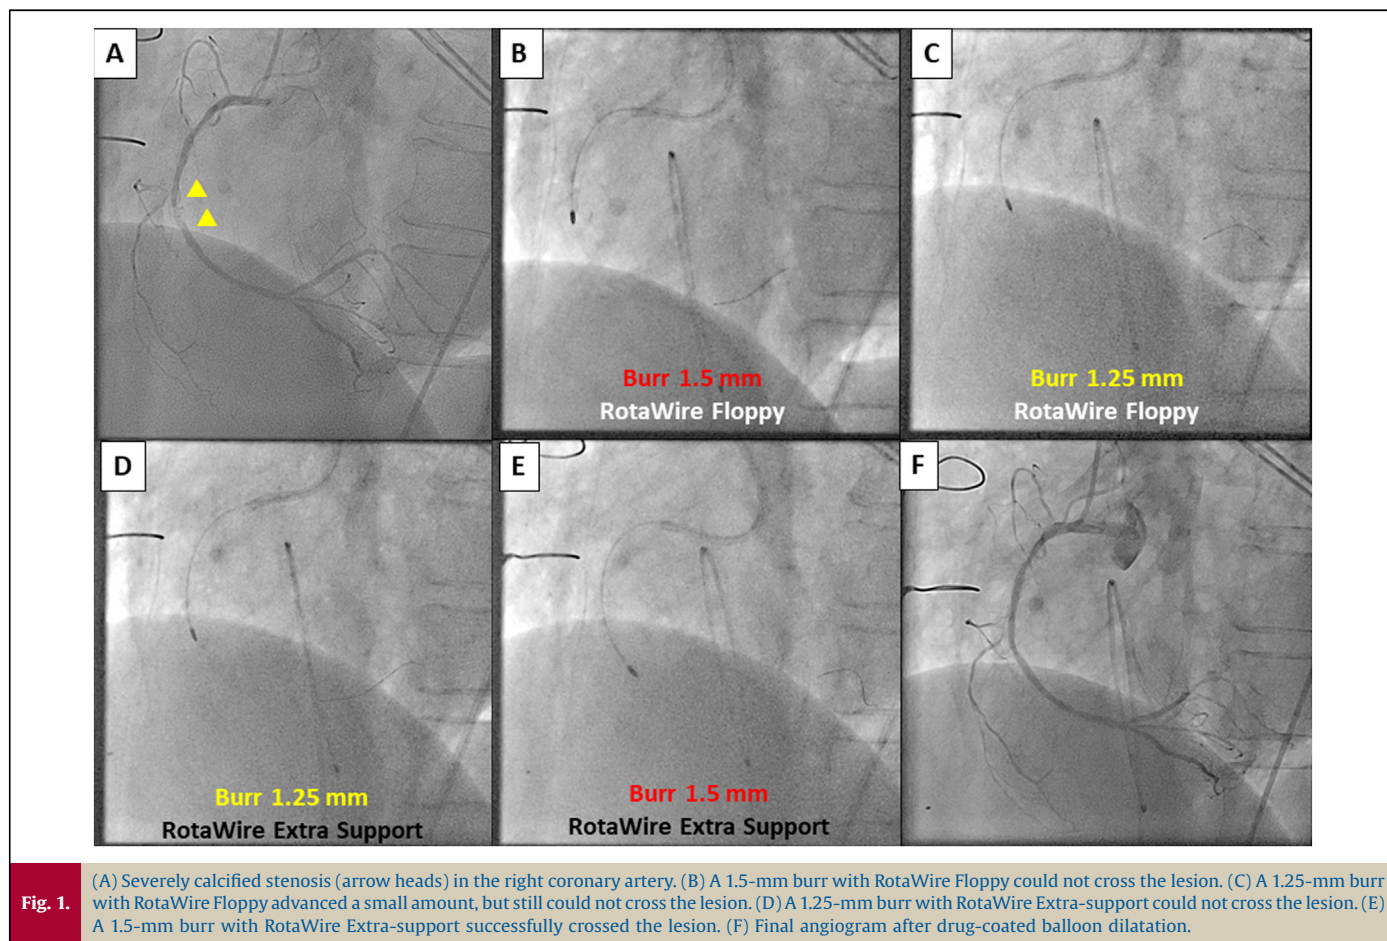 A
B
C
Burr 1.5 mm
RotaWire Floppy
Burr 1.25 mm
RotaWire Floppy
D
E
F
Burr 1.25 mm
RotaWire Extra Support
Burr 1.5 mm
RotaWire Extra Support
Fig. 1.
(A) Severely calcified stenosis (arrow heads) in the right coronary artery. (B) A 1.5-mm burr with RotaWire Floppy could not cross the lesion. (C) A 1.25-mm burr
with RotaWire Floppy advanced a small amount, but still could not cross the lesion. (D) A 1.25-mm burr with RotaWire Extra-support could not cross the lesion. (E)
A 1.5-mm burr with RotaWire Extra-support successfully crossed the lesion. (F) Final angiogram after drug-coated balloon dilatation.